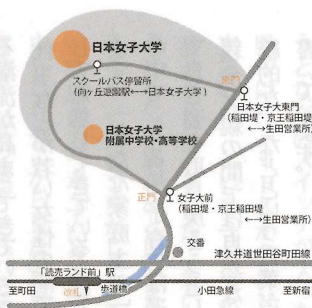 日本女子大学
スクールバス停留所
(向ヶ丘遊園駅←→日本女子大学)
東門
日本女子大東門
(稲田堤・京王稲田堤
←→生田営業所)
日本女子大学
附属中学校・高等学校
正門
女子大前
(稲田堤・京王稲田堤
←→生田営業所)
交番
津久井道世田谷町田線
「読売ランド前」駅
至町田
改札
歩道橋
小田急線
至新宿